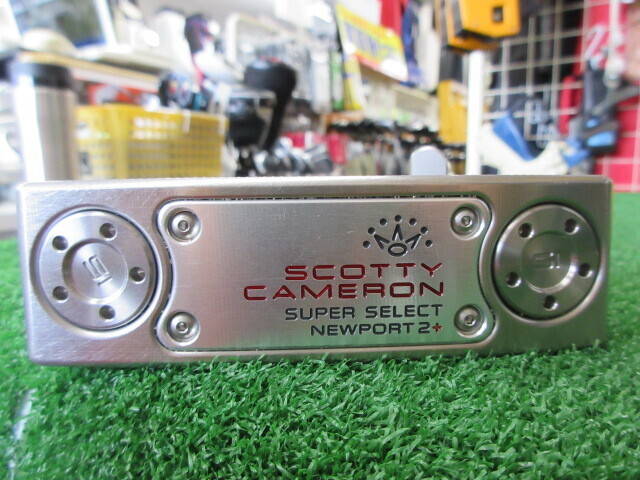 SCOTTY
CAMERON
SUPER SELECT
NEWPORT 2+